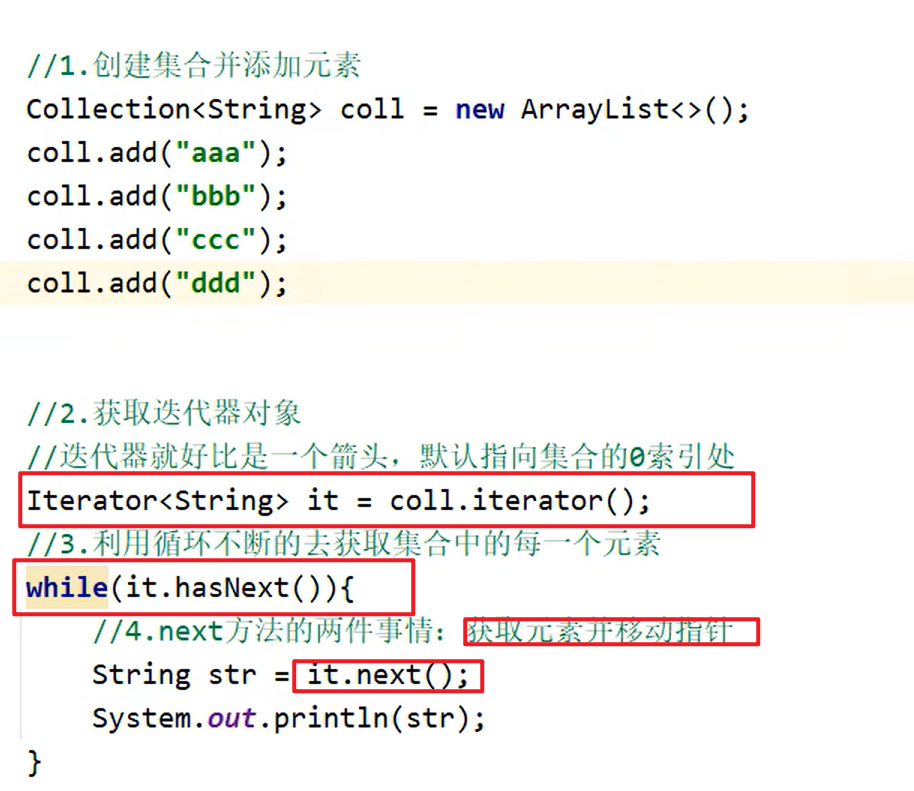 //1.创建集合并添加元素
Collection<String> coll = new ArrayList<>();
coll.add("aaa");
coll.add("bbb");
coll.add("ccc");
coll.add("ddd");
//2.获取迭代器对象
//迭代器就好比是一个箭头，默认指向集合的0索引处
Iterator<String> it = coll.iterator();
//3.利用循环不断的去获取集合中的每一个元素
while(it.hasNext()){
//4.next方法的两件事情：获取元素并移动指针
String str = it.next();
System.out.println(str);
}